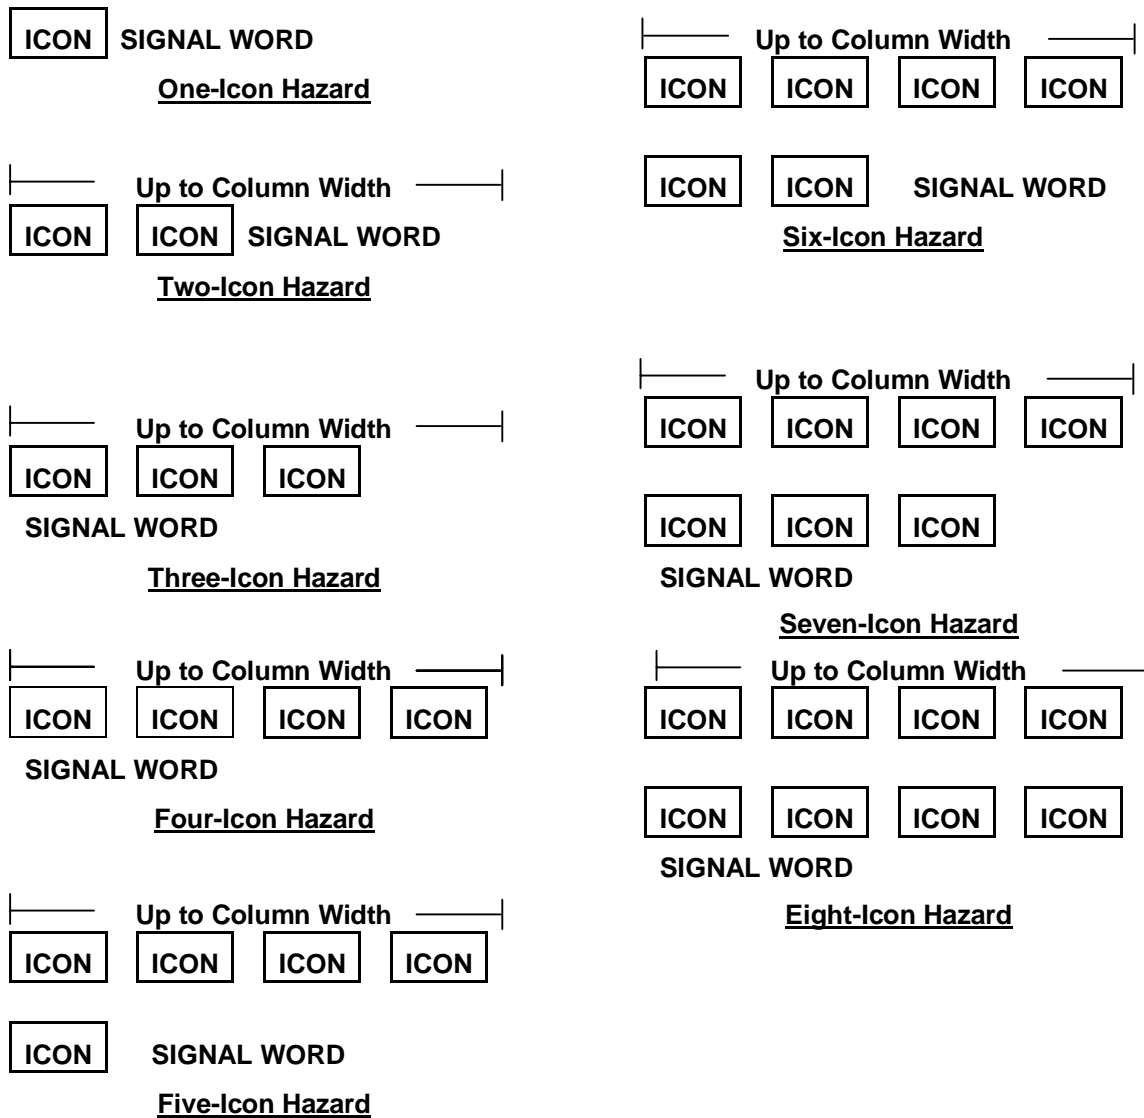 ICON SIGNAL WORD
One-Icon Hazard
Up to Column Width
ICON ICON SIGNAL WORD
Two-Icon Hazard
Up to Column Width
ICON ICON ICON
SIGNAL WORD
Three-Icon Hazard
Up to Column Width
ICON ICON ICON ICON
SIGNAL WORD
Four-Icon Hazard
Up to Column Width
ICON ICON ICON ICON
ICON SIGNAL WORD
Five-Icon Hazard
Up to Column Width
ICON ICON ICON ICON
ICON ICON SIGNAL WORD
Six-Icon Hazard
Up to Column Width
ICON ICON ICON ICON
ICON ICON ICON
SIGNAL WORD
Seven-Icon Hazard
Up to Column Width
ICON ICON ICON ICON
ICON ICON ICON ICON
SIGNAL WORD
Eight-Icon Hazard